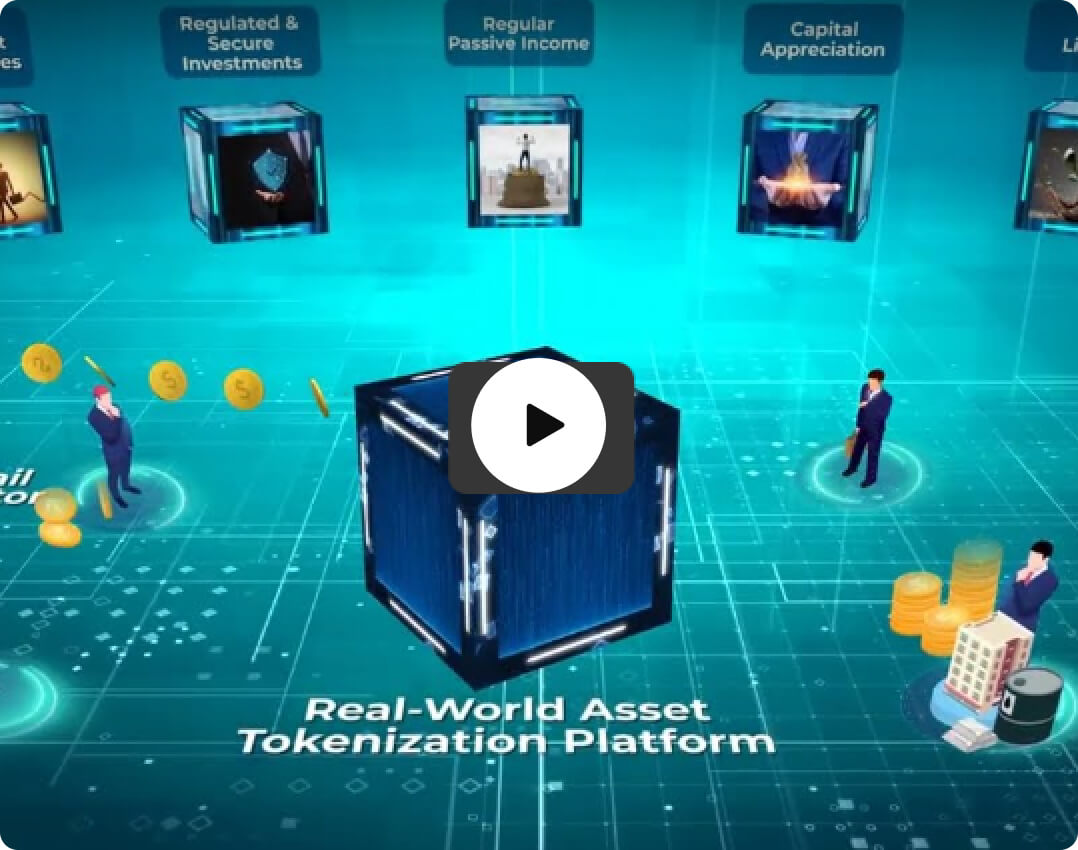 Regulated &
Secure
Investments
Regular
Passive Income
Capital
Appreciation
Real-World Asset
Tokenization Platform